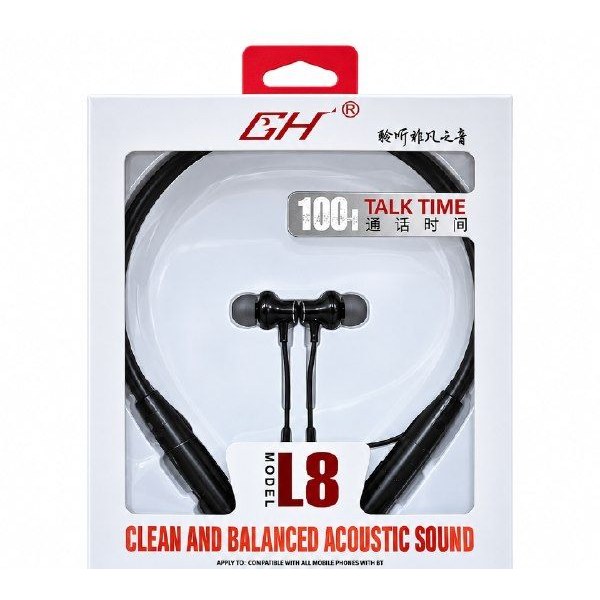 GH®
聆听非凡之音
100H
TALK TIME
通话时间
MODEL
L8
CLEAN AND BALANCED ACOUSTIC SOUND
APPLY TO: COMPATIBLE WITH ALL MOBILE PHONES WITH BT